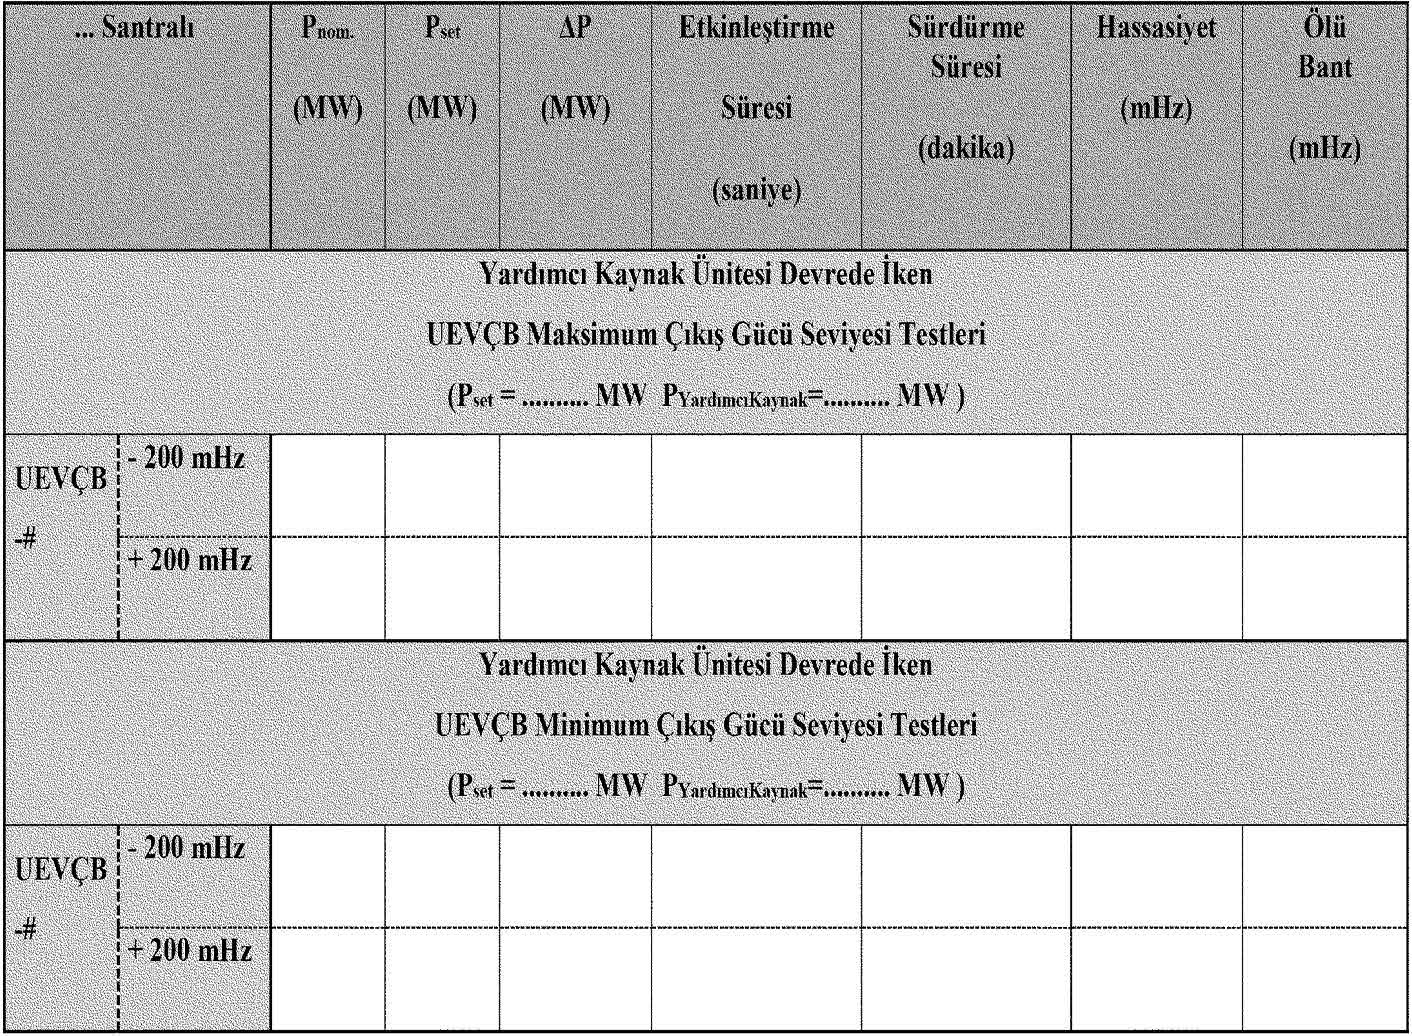 ... Santralı
P nom.
(MW)
P set
(MW)
ΔP
(MW)
Etkinleştirme
Süresi
(saniye)
Sürdürme
Süresi
(dakika)
Hassasiyet
(mHz)
Ölü
Bant
(mHz)
Yardımcı Kaynak Ünitesi Devrede İken
UEVÇB Maksimum Çıkış Gücü Seviyesi Testleri
(Pset = .......... MW PYardımcıKaynak=.......... MW )
UEVÇB
-#
- 200 mHz
+ 200 mHz
Yardımcı Kaynak Ünitesi Devrede İken
UEVÇB Minimum Çıkış Gücü Seviyesi Testleri
(Pset = .......... MW PYardımcıKaynak=.......... MW )
UEVÇB
-#
- 200 mHz
+ 200 mHz